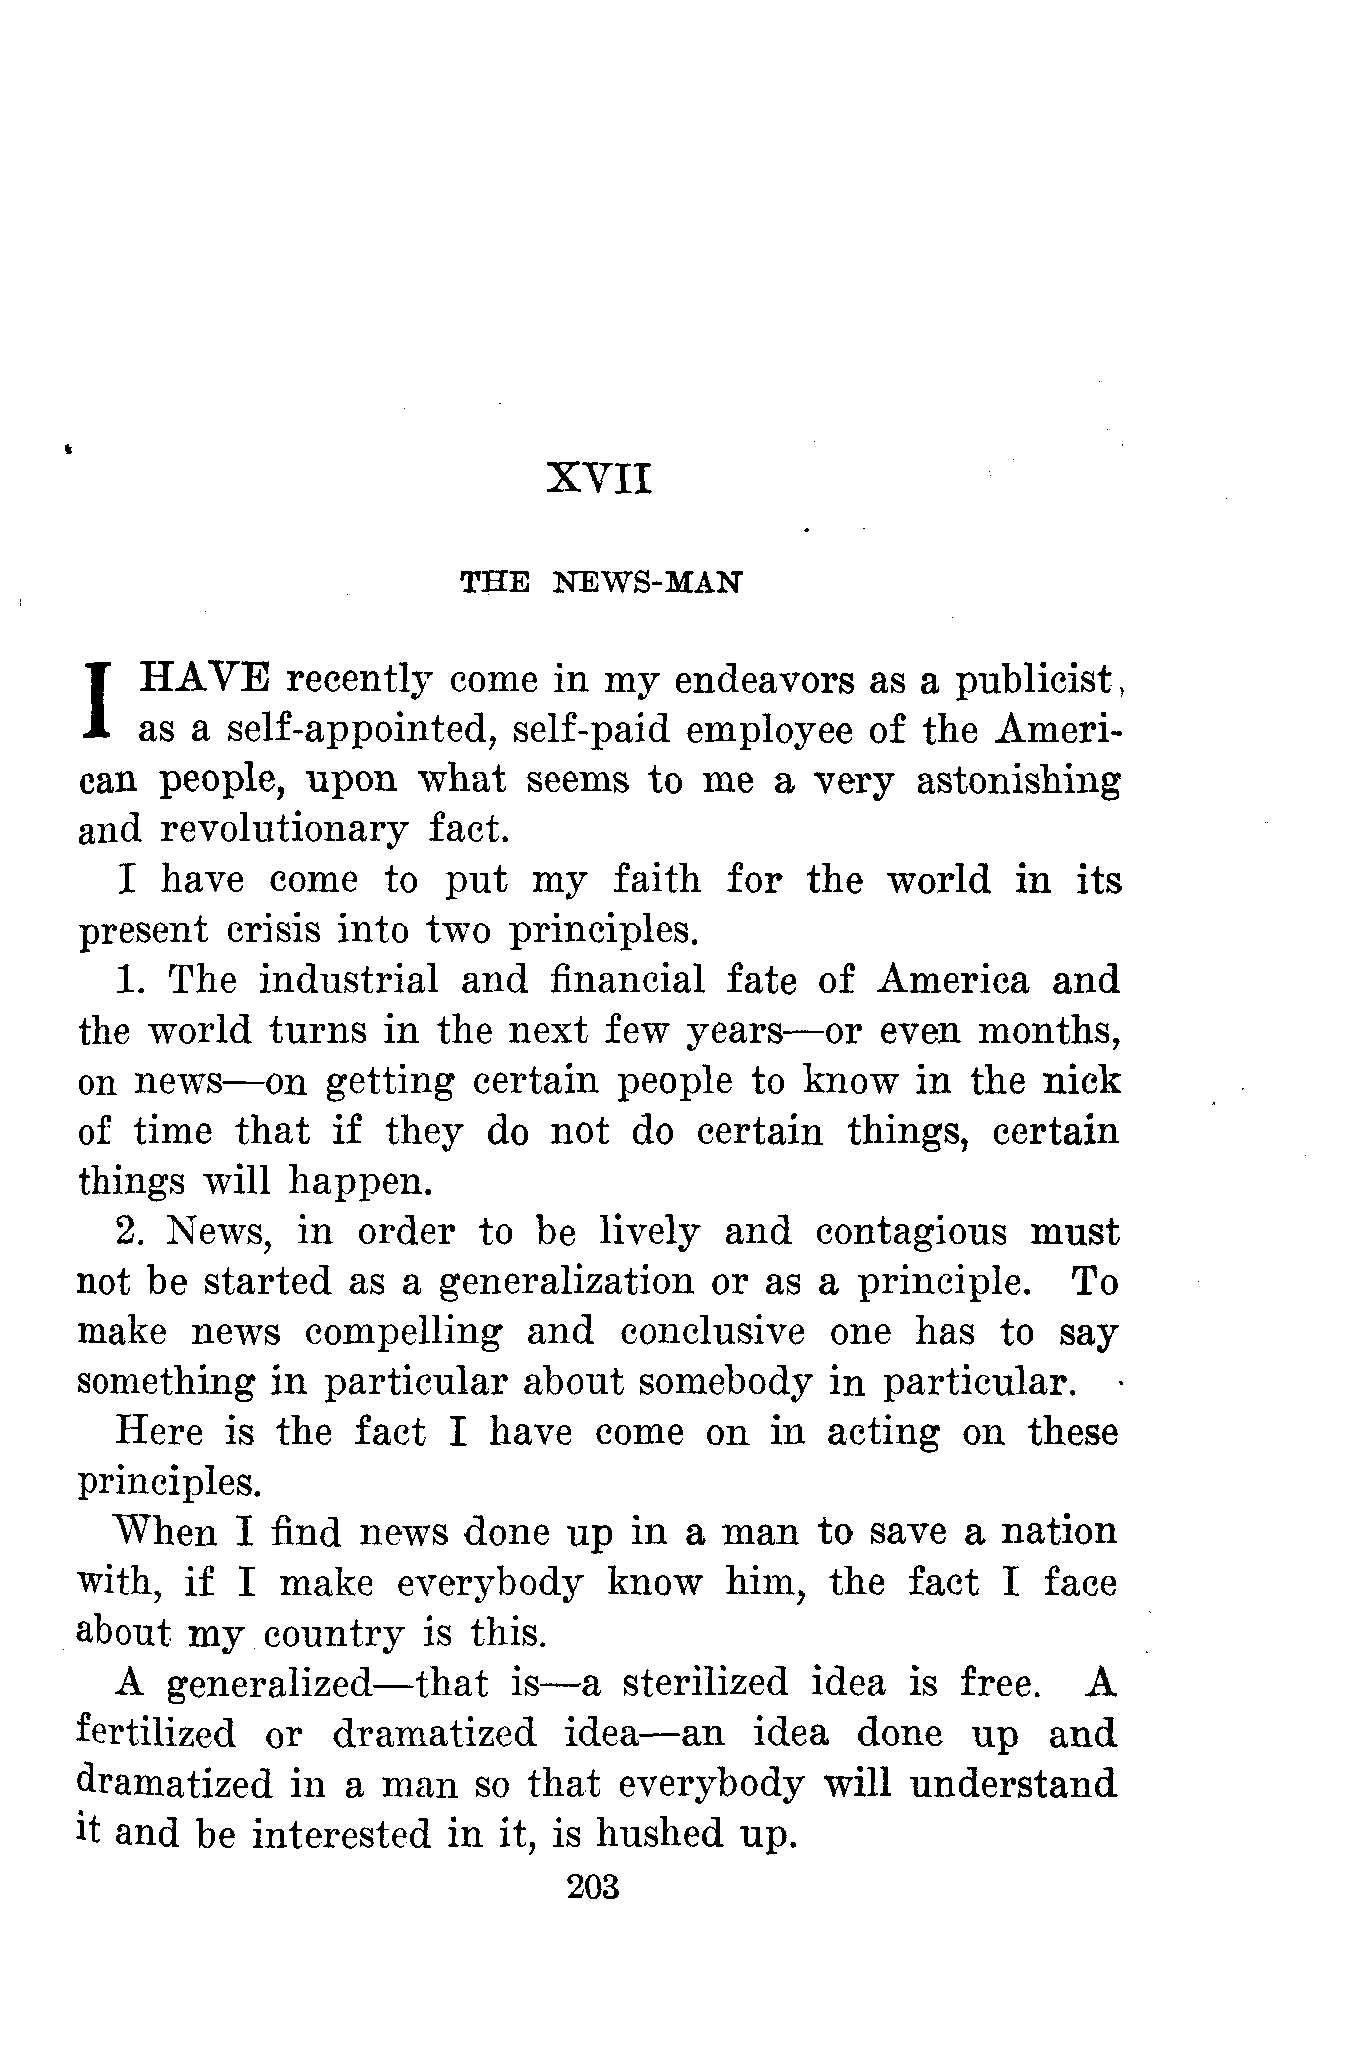 XVII
THE NEWS-MAN
I HAVE recently come in my endeavors as a publicist,
as a self-appointed, self-paid employee of the Ameri-
can people, upon what seems to me a very astonishing
and revolutionary fact.
I have come to put my faith for the world in its
present crisis into two principles.
1. The industrial and financial fate of America and
the world turns in the next few years—or even months,
on news—on getting certain people to know in the nick
of time that if they do not do certain things, certain
things will happen.
2. News, in order to be lively and contagious must
not be started as a generalization or as a principle. To
make news compelling and conclusive one has to say
something in particular about somebody in particular.
Here is the fact I have come on in acting on these
principles.
When I find news done up in a man to save a nation
with, if I make everybody know him, the fact I face
about my country is this.
A generalized—that is—a sterilized idea is free. A
fertilized or dramatized idea—an idea done up and
dramatized in a man so that everybody will understand
it and be interested in it, is hushed up.
203